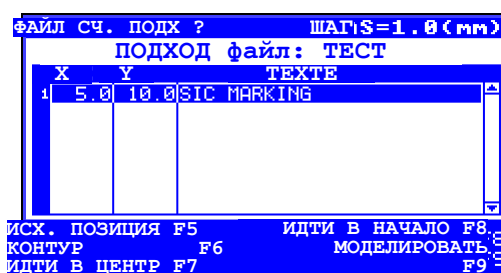 ФАЙЛ СЧ. ПОДХ ? ШАГ S=1.0(mm)
ПОДХОД файл: ТЕСТ
X Y TEXTE
1 5.0 10.0 SIC MARKING
ИСХ. ПОЗИЦИЯ F5 ИДТИ В НАЧАЛО F8
КОНТУР F6 МОДЕЛИРОВАТЬ
ИДТИ В ЦЕНТР F7 F9